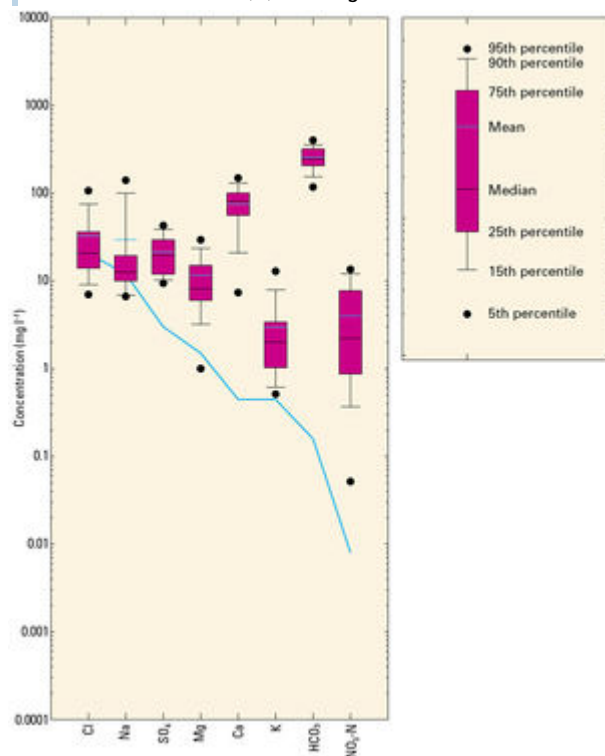 10000
1000
100
10
1
0.1
0.01
0.001
0.0001
Concentration (mg l⁻¹)
Cl
Na
SO₄
Mg
Ca
K
HCO₃
NO₃-N
95th percentile
90th percentile
75th percentile
Mean
Median
25th percentile
15th percentile
5th percentile